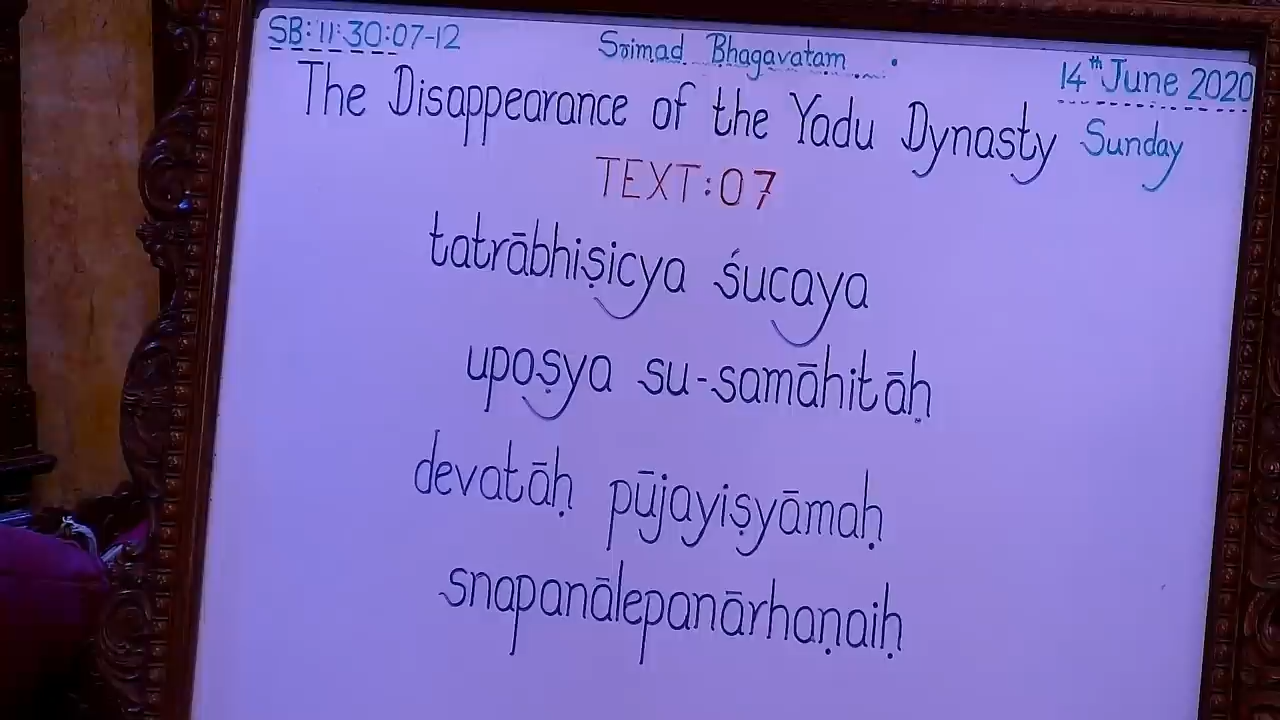 SB:11:30:07-12
Srimad Bhagavatam
14th June 2020
The Disappearance of the Yadu Dynasty Sunday
TEXT:07
tatrābhiṣicya śucaya
upoṣya su-samāhitāḥ
devatāḥ pūjayiṣyāmaḥ
snapanālepanārhaṇaiḥ